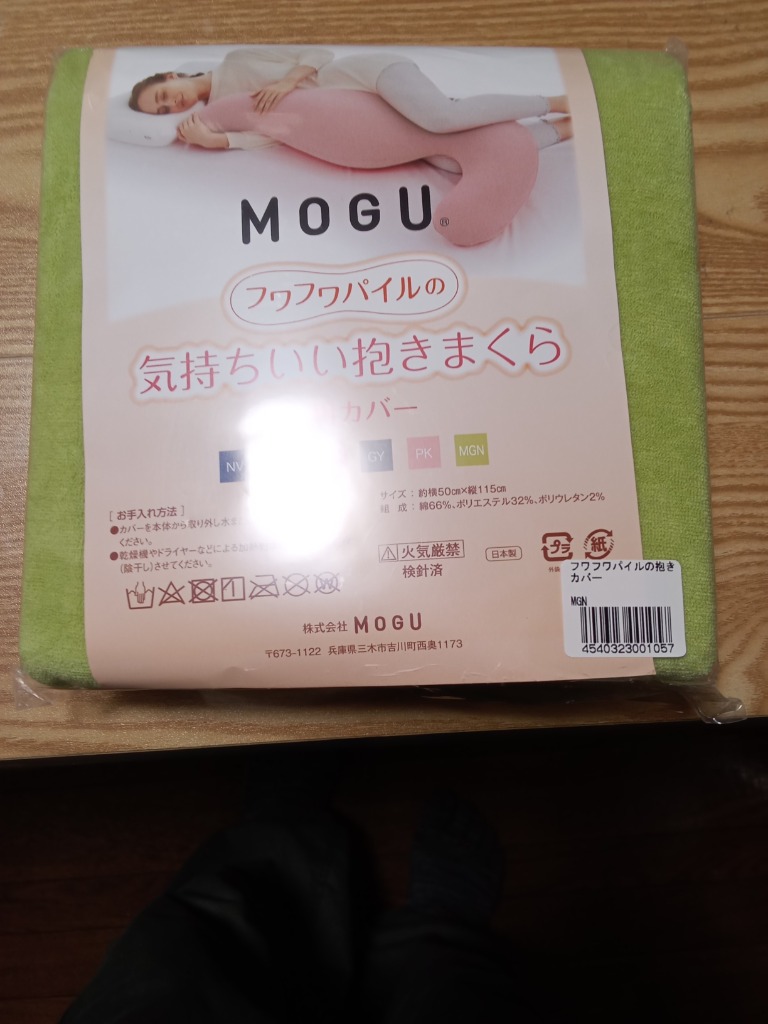 MOGU®
フワフワパイルの
気持ちいい抱きまくら
カバー
NV GY PK MGN
サイズ：約横50cm×縦115cm
組　成：綿66%、ポリエステル32%、ポリウレタン2%
［お手入れ方法］
●カバーを本体から取り外し水
ください。
●乾燥機やドライヤーなどによる
(陰干し)させてください。
火気厳禁
検針済
日本製
プラ
紙
株式会社 MOGU
〒673-1122 兵庫県三木市吉川町西奥1173
フワフワパイルの抱き
カバー
MGN
4540323001057